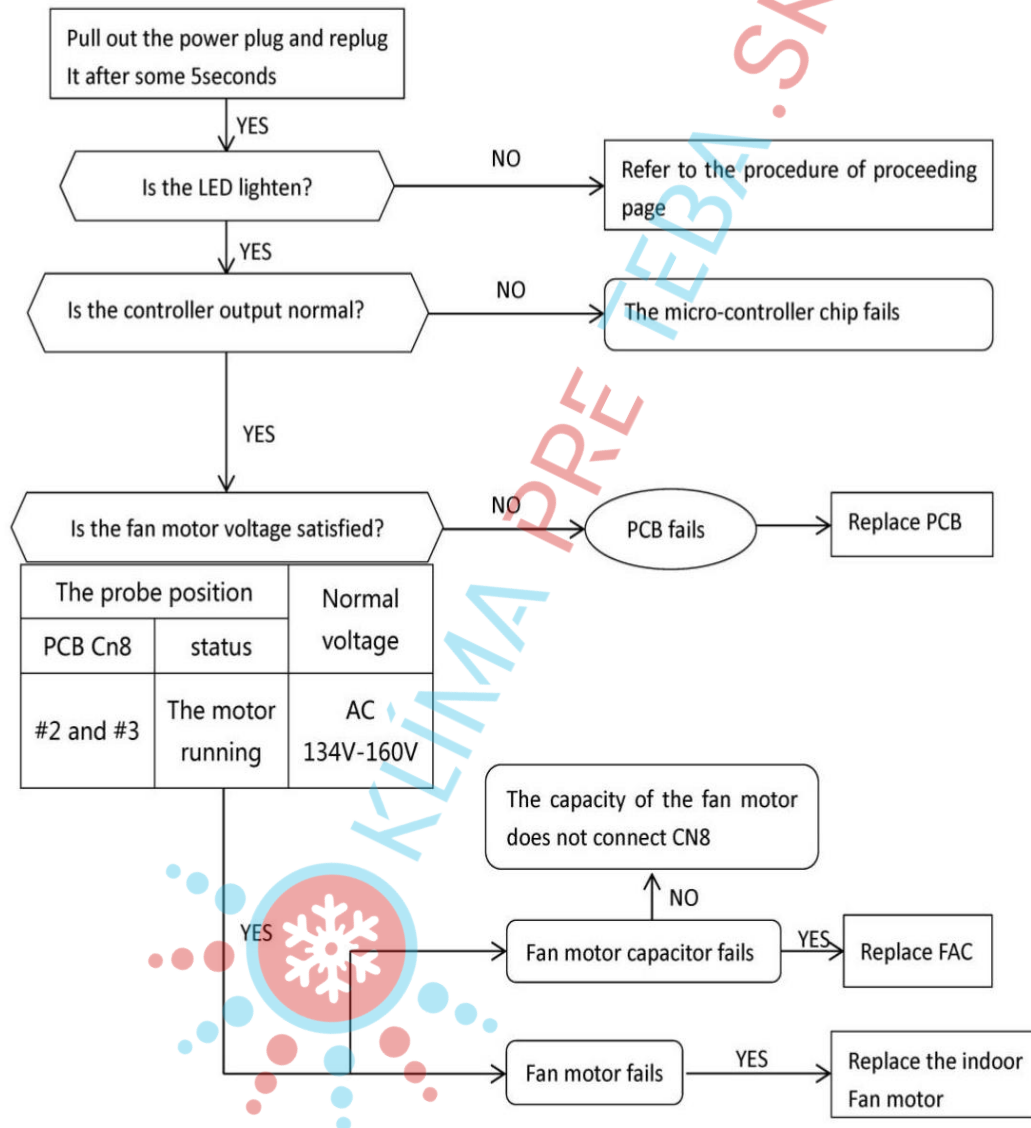 Pull out the power plug and replug
It after some 5seconds
YES
Is the LED lighten?
NO
Refer to the procedure of proceeding
page
YES
Is the controller output normal?
NO
The micro-controller chip fails
YES
Is the fan motor voltage satisfied?
NO
PCB fails
Replace PCB
The probe position
Normal
voltage
PCB Cn8
status
#2 and #3
The motor
running
AC
134V-160V
The capacity of the fan motor
does not connect CN8
NO
YES
Fan motor capacitor fails
YES
Replace FAC
Fan motor fails
YES
Replace the indoor
Fan motor
KLÍMA PRE TEBA.SK